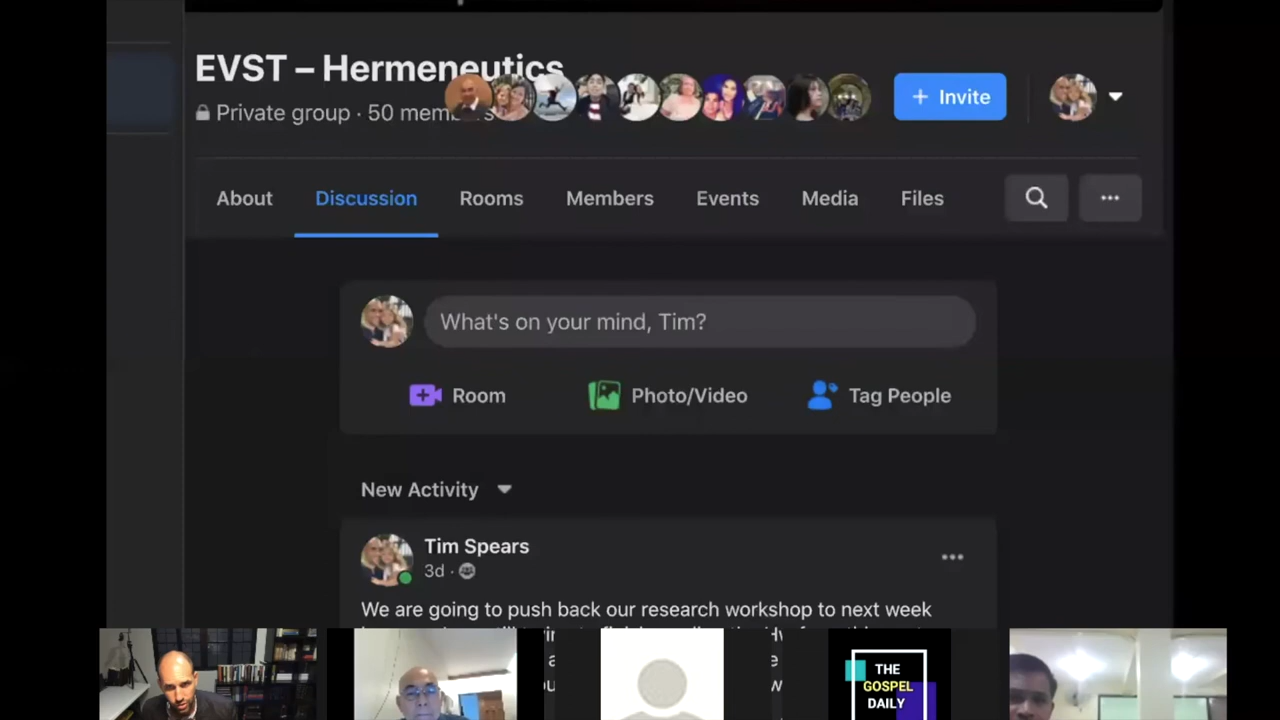 EVST – Hermeneutics
Private group · 50 memb
+ Invite
About Discussion Rooms Members Events Media Files
What's on your mind, Tim?
Room Photo/Video Tag People
New Activity
Tim Spears
3d ·
We are going to push back our research workshop to next week
THE
GOSPEL
DAILY